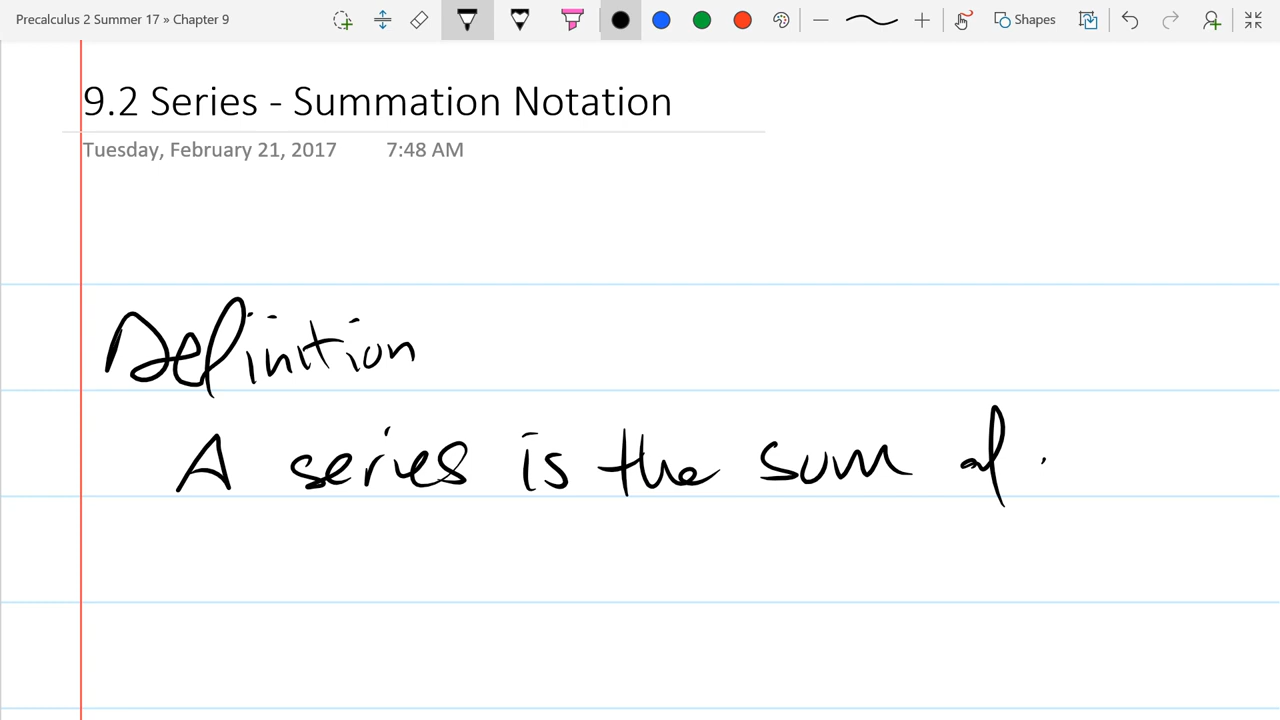 Precalculus 2 Summer 17 » Chapter 9
Shapes
9.2 Series - Summation Notation
Tuesday, February 21, 2017 7:48 AM
Definition
A series is the sum of